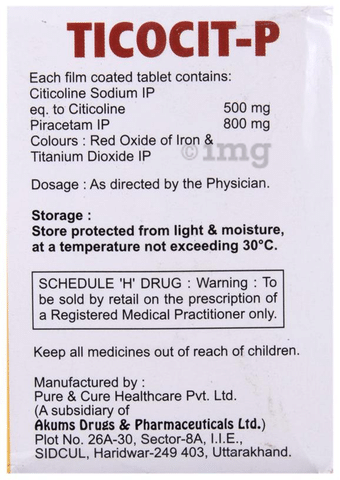 TICOCIT-P
Each film coated tablet contains:
Citicoline Sodium IP
eq. to Citicoline 500 mg
Piracetam IP 800 mg
Colours : Red Oxide of Iron &
Titanium Dioxide IP
1mg
Dosage : As directed by the Physician.
Storage :
Store protected from light & moisture,
at a temperature not exceeding 30°C.
SCHEDULE 'H' DRUG : Warning : To
be sold by retail on the prescription of
a Registered Medical Practitioner only.
Keep all medicines out of reach of children.
Manufactured by :
Pure & Cure Healthcare Pvt. Ltd.
(A subsidiary of
Akums Drugs & Pharmaceuticals Ltd.)
Plot No. 26A-30, Sector-8A, I.I.E.,
SIDCUL, Haridwar-249 403, Uttarakhand.